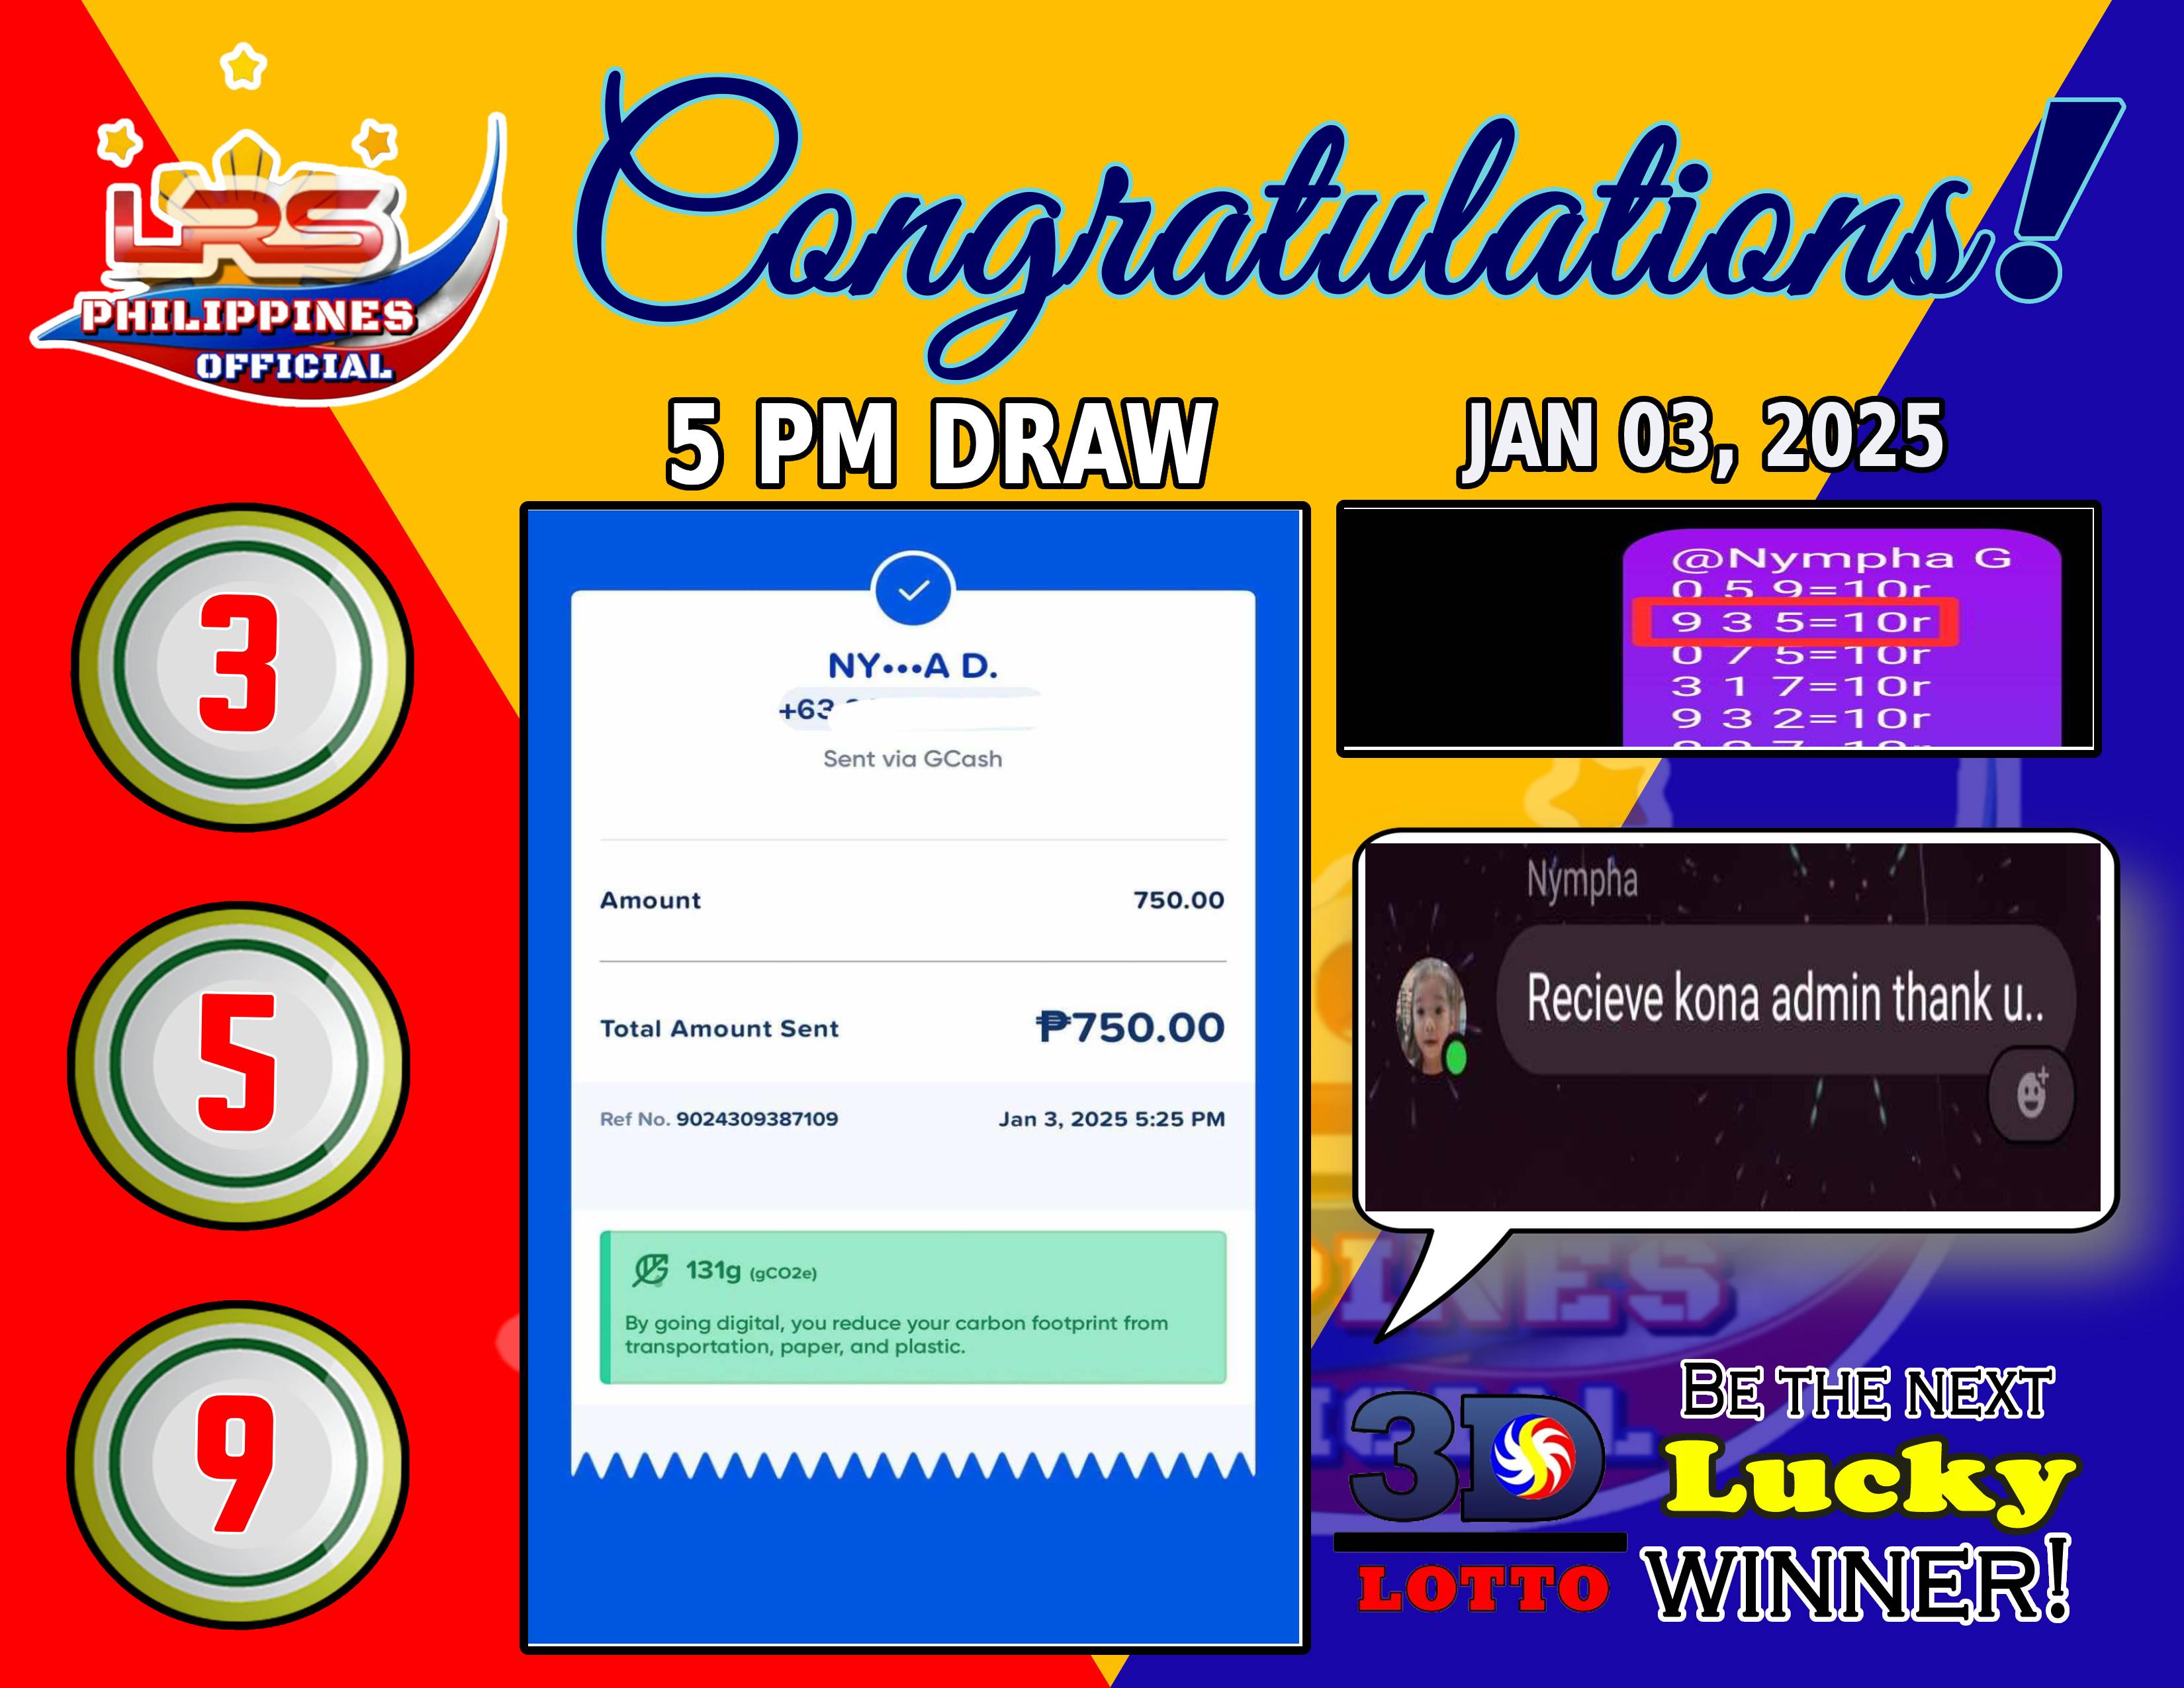 LRS
PHILIPPINES
OFFICIAL
Congratulations!
5 PM DRAW
JAN 03, 2025
3
5
9
NY•••A D.
+63
Sent via GCash
Amount 750.00
Total Amount Sent ₱750.00
Ref No. 9024309387109 Jan 3, 2025 5:25 PM
131g (gCO2e)
By going digital, you reduce your carbon footprint from
transportation, paper, and plastic.
@Nympha G
0 5 9=10r
9 3 5=10r
0 7 5=10r
3 1 7=10r
9 3 2=10r
Nympha
Recieve kona admin thank u..
3D
LOTTO
BE THE NEXT
Lucky
WINNER!